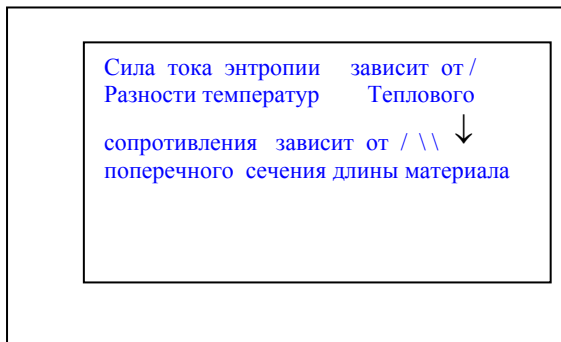 Сила тока энтропии зависит от /
Разности температур Теплового
↓
сопротивления зависит от / \ \
поперечного сечения длины материала